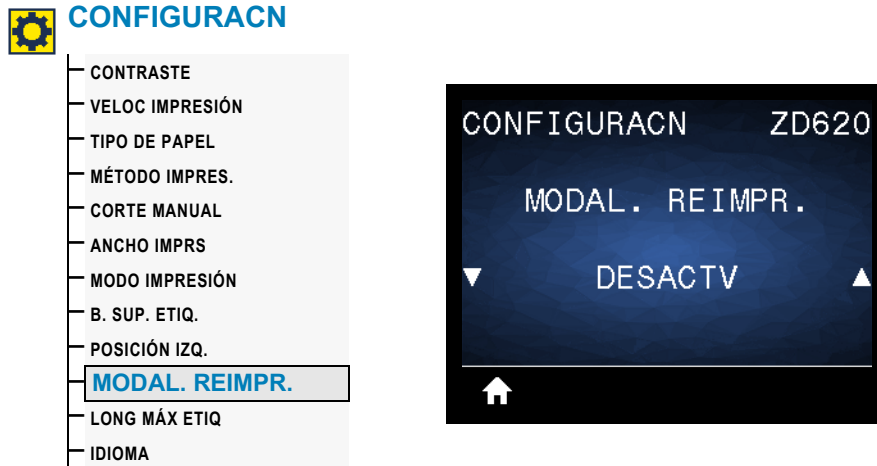 CONFIGURACN
CONTRASTE
VELOC IMPRESIÓN
TIPO DE PAPEL
MÉTODO IMPRES.
CORTE MANUAL
ANCHO IMPRS
MODO IMPRESIÓN
B. SUP. ETIQ.
POSICIÓN IZQ.
MODAL. REIMPR.
LONG MÁX ETIQ
IDIOMA
CONFIGURACN ZD620
MODAL. REIMPR.
DESACTV